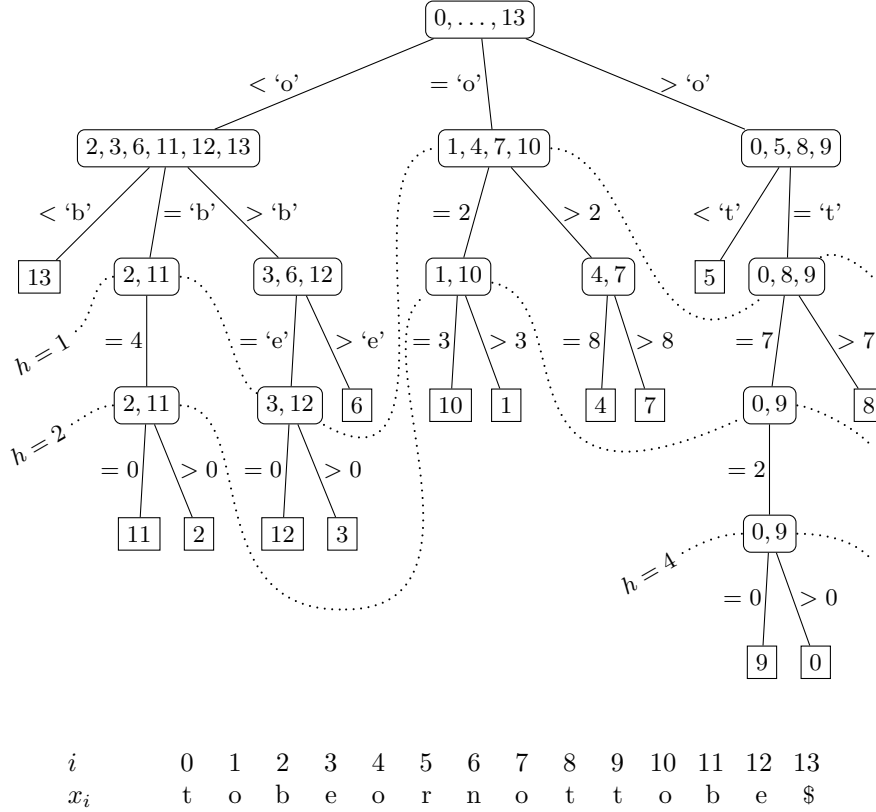 0, . . . , 13
< ‘o’ = ‘o’ > ‘o’
2, 3, 6, 11, 12, 13 1, 4, 7, 10 0, 5, 8, 9
< ‘b’ = ‘b’ > ‘b’ = 2 > 2 < ‘t’ = ‘t’
13 2, 11 3, 6, 12 1, 10 4, 7 5 0, 8, 9
h = 1 = 4 = ‘e’ > ‘e’ = 3 > 3 = 8 > 8 = 7 > 7
2, 11 3, 12 6 10 1 4 7 0, 9 8
h = 2 = 0 > 0 = 0 > 0 = 2
11 2 12 3 0, 9
h = 4 = 0 > 0
9 0
i 0 1 2 3 4 5 6 7 8 9 10 11 12 13
xᵢ t o b e o r n o t t o b e $